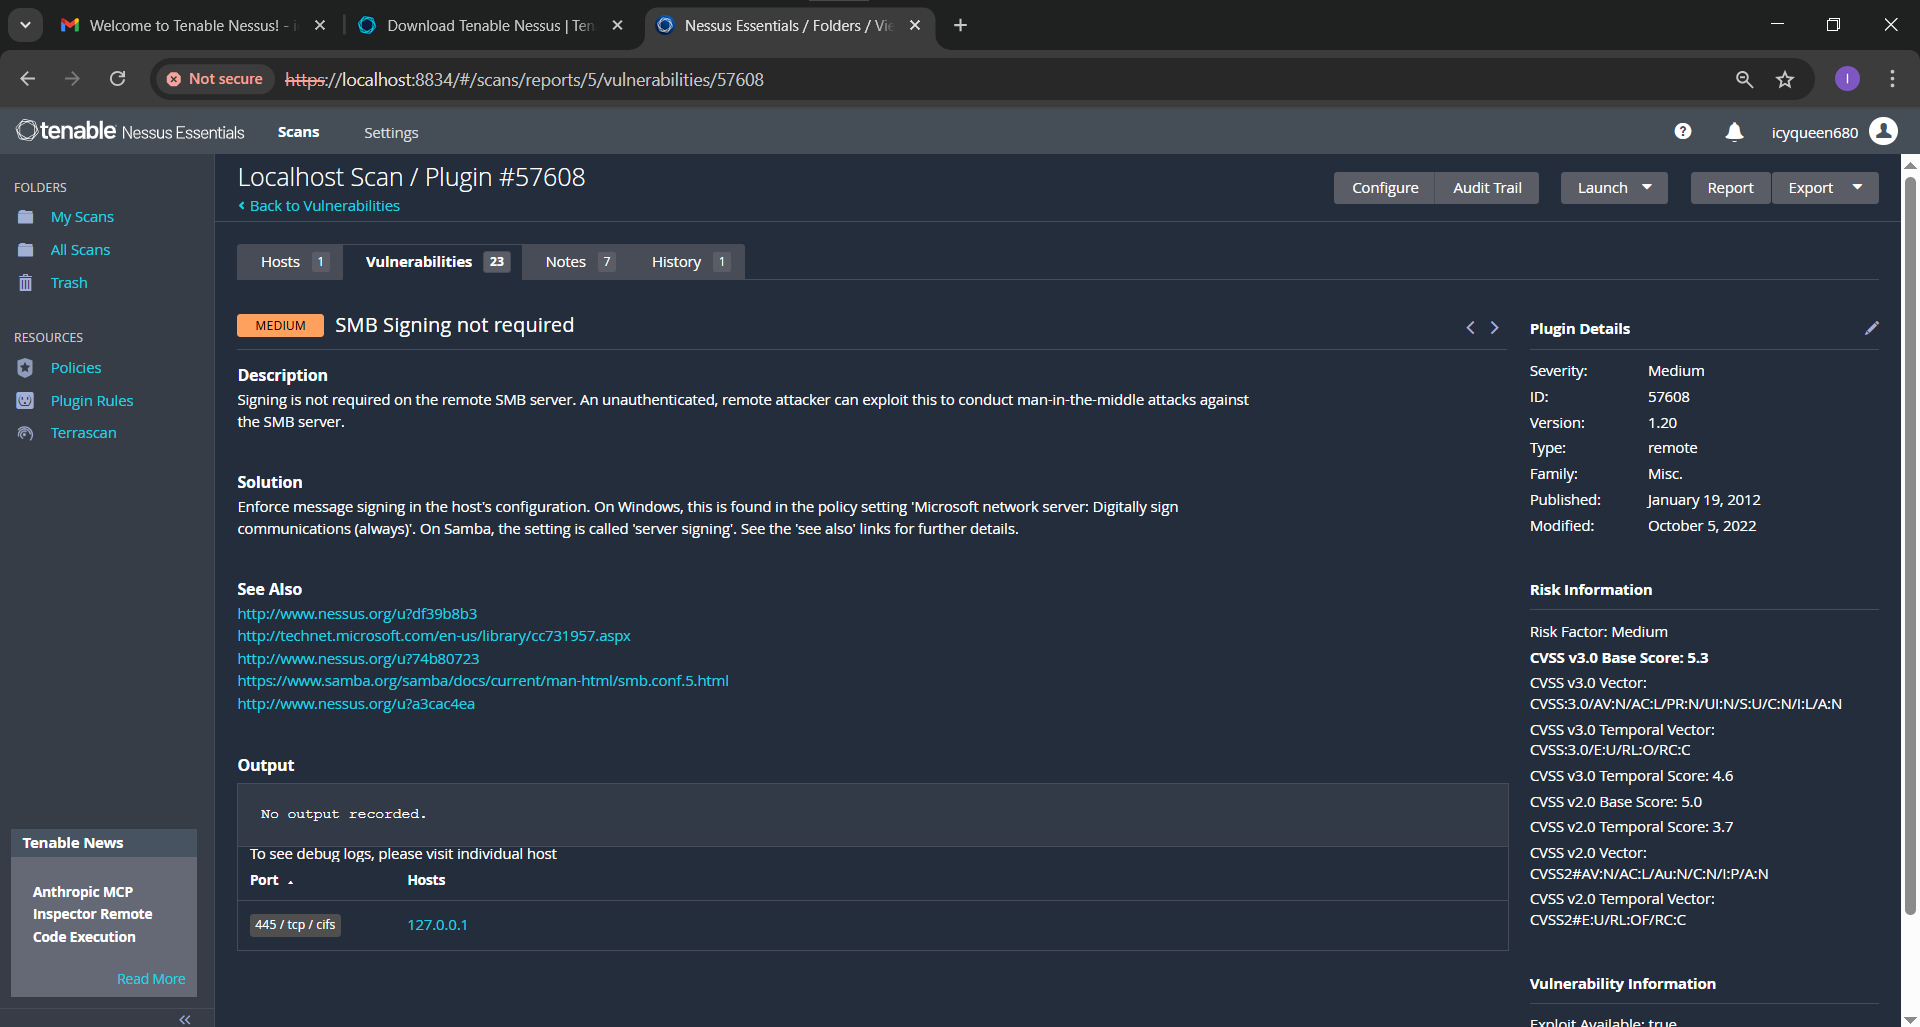 Welcome to Tenable Nessus! - i
Download Tenable Nessus | Ten
Nessus Essentials / Folders / Vie
Not secure
https://localhost:8834/#/scans/reports/5/vulnerabilities/57608
I
tenable Nessus Essentials
Scans
Settings
?
icyqueen680
FOLDERS
My Scans
All Scans
Trash
RESOURCES
Policies
Plugin Rules
Terrascan
Tenable News
Anthropic MCP
Inspector Remote
Code Execution
Read More
Localhost Scan / Plugin #57608
Back to Vulnerabilities
Configure
Audit Trail
Launch
Report
Export
Hosts 1
Vulnerabilities 23
Notes 7
History 1
MEDIUM
SMB Signing not required
Description
Signing is not required on the remote SMB server. An unauthenticated, remote attacker can exploit this to conduct man-in-the-middle attacks against
the SMB server.
Solution
Enforce message signing in the host's configuration. On Windows, this is found in the policy setting 'Microsoft network server: Digitally sign
communications (always)'. On Samba, the setting is called 'server signing'. See the 'see also' links for further details.
See Also
http://www.nessus.org/u?df39b8b3
http://technet.microsoft.com/en-us/library/cc731957.aspx
http://www.nessus.org/u?74b80723
https://www.samba.org/samba/docs/current/man-html/smb.conf.5.html
http://www.nessus.org/u?a3cac4ea
Output
No output recorded.
To see debug logs, please visit individual host
Port
Hosts
445 / tcp / cifs
127.0.0.1
Plugin Details
Severity: Medium
ID: 57608
Version: 1.20
Type: remote
Family: Misc.
Published: January 19, 2012
Modified: October 5, 2022
Risk Information
Risk Factor: Medium
CVSS v3.0 Base Score: 5.3
CVSS v3.0 Vector:
CVSS:3.0/AV:N/AC:L/PR:N/UI:N/S:U/C:N/I:L/A:N
CVSS v3.0 Temporal Vector:
CVSS:3.0/E:U/RL:O/RC:C
CVSS v3.0 Temporal Score: 4.6
CVSS v2.0 Base Score: 5.0
CVSS v2.0 Temporal Score: 3.7
CVSS v2.0 Vector:
CVSS2#AV:N/AC:L/Au:N/C:N/I:P/A:N
CVSS v2.0 Temporal Vector:
CVSS2#E:U/RL:OF/RC:C
Vulnerability Information
Exploit Available: true